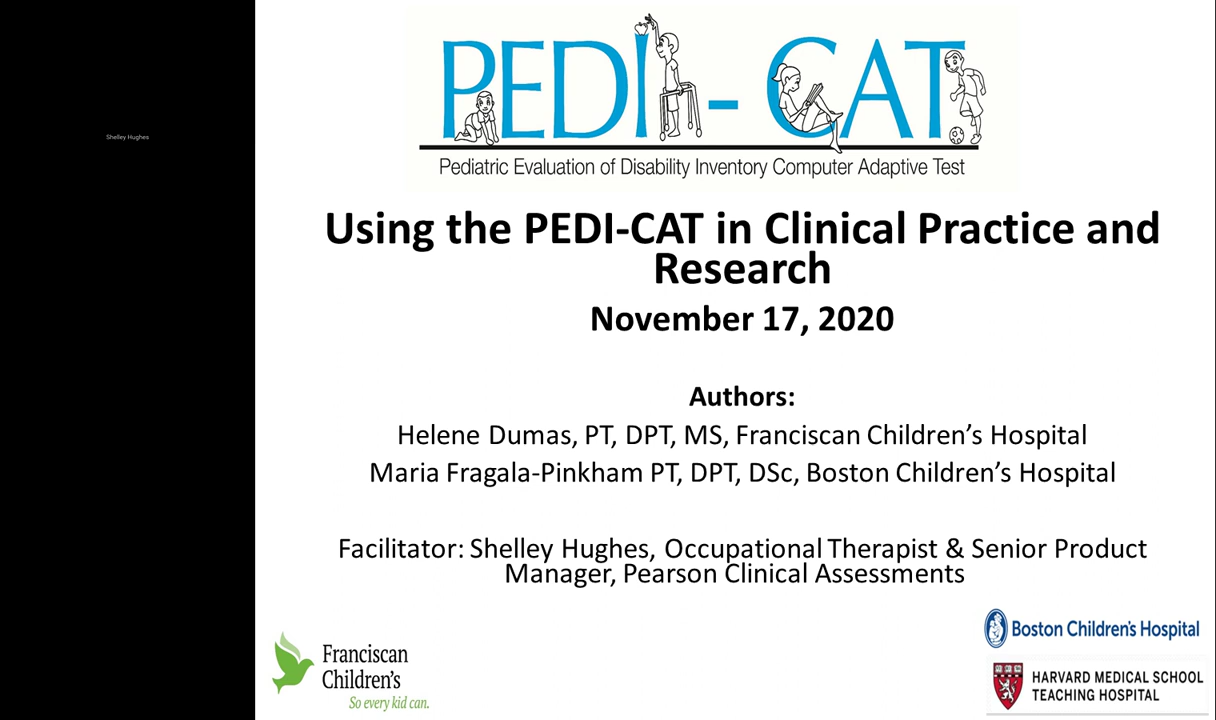 Shelley Hughes
PEDI-CAT
Pediatric Evaluation of Disability Inventory Computer Adaptive Test
Using the PEDI-CAT in Clinical Practice and
Research
November 17, 2020
Authors:
Helene Dumas, PT, DPT, MS, Franciscan Children's Hospital
Maria Fragala-Pinkham PT, DPT, DSc, Boston Children's Hospital
Facilitator: Shelley Hughes, Occupational Therapist & Senior Product
Manager, Pearson Clinical Assessments
Franciscan
Children's
So every kid can.
Boston Children's Hospital
HARVARD MEDICAL SCHOOL
TEACHING HOSPITAL